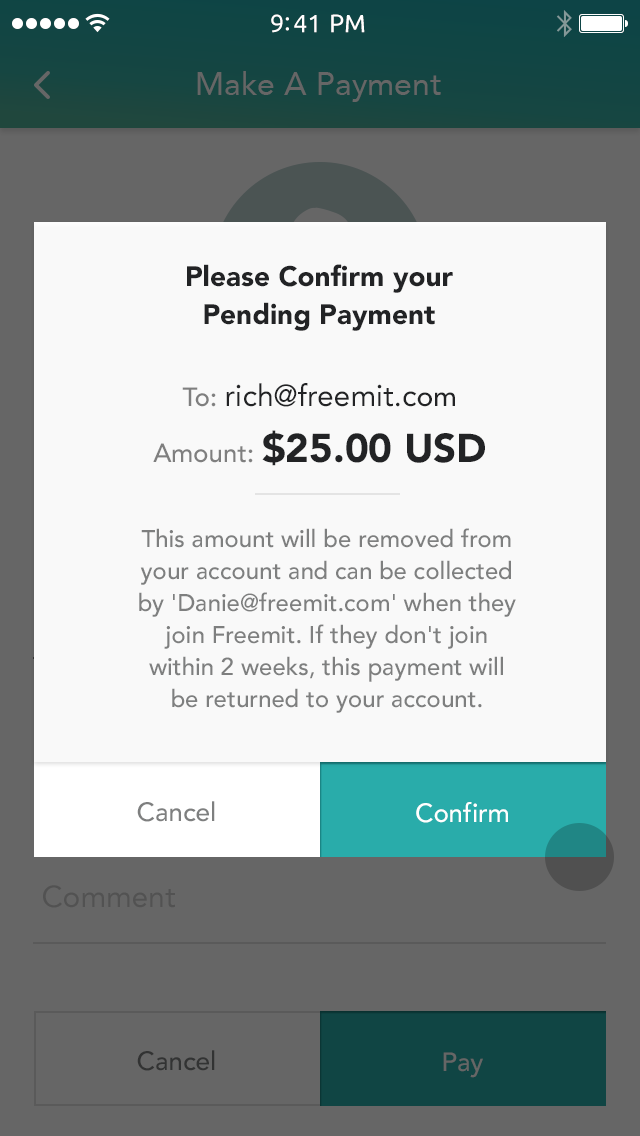 9:41 PM
Make A Payment
Please Confirm your
Pending Payment
To: rich@freemit.com
Amount: $25.00 USD
This amount will be removed from
your account and can be collected
by 'Danie@freemit.com' when they
join Freemit. If they don't join
within 2 weeks, this payment will
be returned to your account.
Cancel Confirm
Comment
Cancel Pay